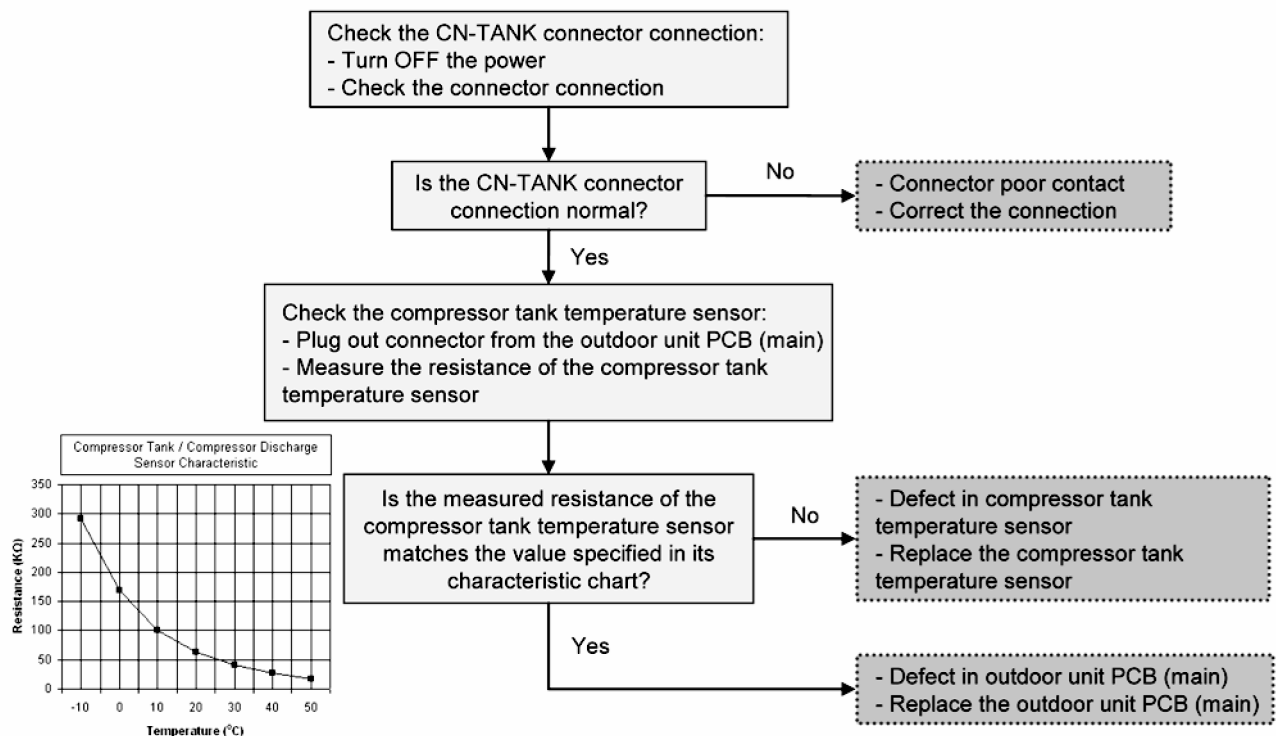 Check the CN-TANK connector connection:
- Turn OFF the power
- Check the connector connection
Is the CN-TANK connector
connection normal?
No
- Connector poor contact
- Correct the connection
Yes
Check the compressor tank temperature sensor:
- Plug out connector from the outdoor unit PCB (main)
- Measure the resistance of the compressor tank
temperature sensor
Compressor Tank / Compressor Discharge
Sensor Characteristic
350
300
250
200
150
100
50
0
Resistance (KΩ)
-10 0 10 20 30 40 50
Temperature (°C)
Is the measured resistance of the
compressor tank temperature sensor
matches the value specified in its
characteristic chart?
No
- Defect in compressor tank
temperature sensor
- Replace the compressor tank
temperature sensor
Yes
- Defect in outdoor unit PCB (main)
- Replace the outdoor unit PCB (main)